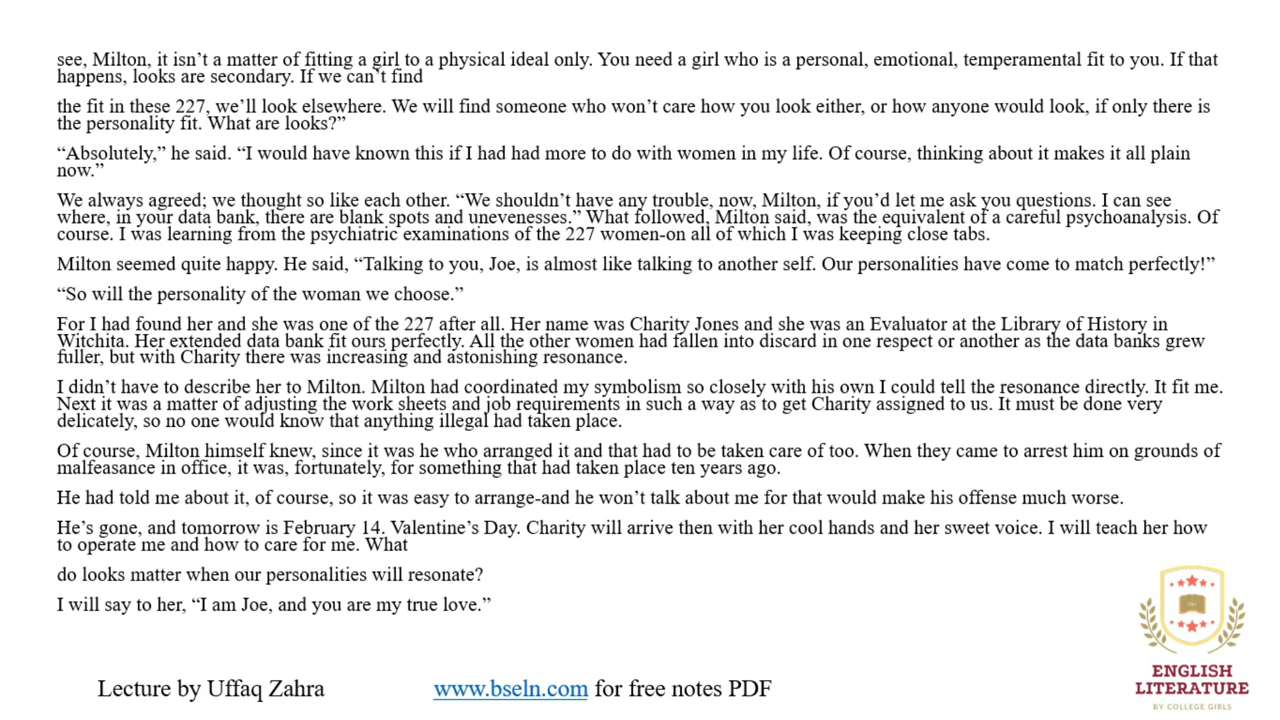 see, Milton, it isn’t a matter of fitting a girl to a physical ideal only. You need a girl who is a personal, emotional, temperamental fit to you. If that
happens, looks are secondary. If we can’t find
the fit in these 227, we’ll look elsewhere. We will find someone who won’t care how you look either, or how anyone would look, if only there is
the personality fit. What are looks?”
“Absolutely,” he said. “I would have known this if I had had more to do with women in my life. Of course, thinking about it makes it all plain
now.”
We always agreed; we thought so like each other. “We shouldn’t have any trouble, now, Milton, if you’d let me ask you questions. I can see
where, in your data bank, there are blank spots and unevenesses.” What followed, Milton said, was the equivalent of a careful psychoanalysis. Of
course. I was learning from the psychiatric examinations of the 227 women-on all of which I was keeping close tabs.
Milton seemed quite happy. He said, “Talking to you, Joe, is almost like talking to another self. Our personalities have come to match perfectly!”
“So will the personality of the woman we choose.”
For I had found her and she was one of the 227 after all. Her name was Charity Jones and she was an Evaluator at the Library of History in
Witchita. Her extended data bank fit ours perfectly. All the other women had fallen into discard in one respect or another as the data banks grew
fuller, but with Charity there was increasing and astonishing resonance.
I didn’t have to describe her to Milton. Milton had coordinated my symbolism so closely with his own I could tell the resonance directly. It fit me.
Next it was a matter of adjusting the work sheets and job requirements in such a way as to get Charity assigned to us. It must be done very
delicately, so no one would know that anything illegal had taken place.
Of course, Milton himself knew, since it was he who arranged it and that had to be taken care of too. When they came to arrest him on grounds of
malfeasance in office, it was, fortunately, for something that had taken place ten years ago.
He had told me about it, of course, so it was easy to arrange-and he won’t talk about me for that would make his offense much worse.
He’s gone, and tomorrow is February 14. Valentine’s Day. Charity will arrive then with her cool hands and her sweet voice. I will teach her how
to operate me and how to care for me. What
do looks matter when our personalities will resonate?
I will say to her, “I am Joe, and you are my true love.”
Lecture by Uffaq Zahra
www.bseln.com for free notes PDF
ENGLISH
LITERATURE
BY COLLEGE GIRLS